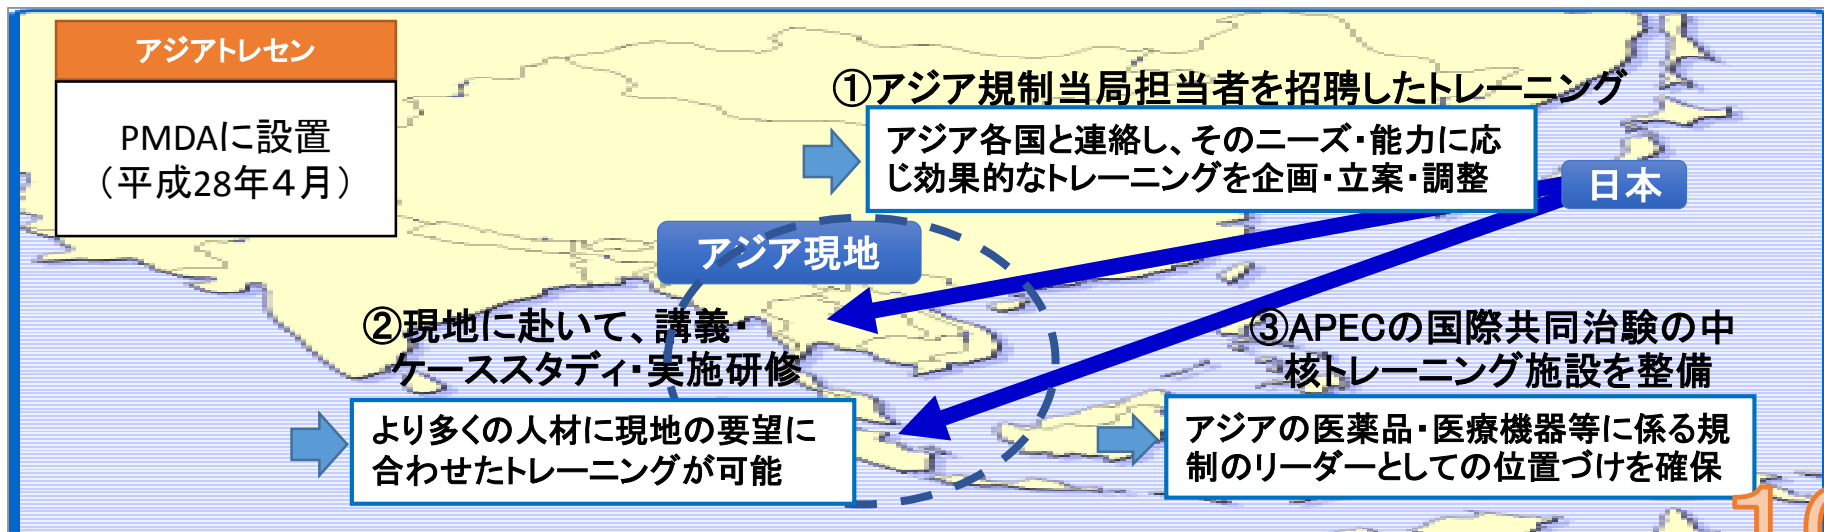 アジアトレセン
PMDAに設置
（平成28年４月）
①アジア規制当局担当者を招聘したトレーニング
アジア各国と連絡し、そのニーズ・能力に応
じ効果的なトレーニングを企画・立案・調整
日本
アジア現地
②現地に赴いて、講義・
ケーススタディ・実施研修
より多くの人材に現地の要望に
合わせたトレーニングが可能
③APECの国際共同治験の中
核トレーニング施設を整備
アジアの医薬品・医療機器等に係る規
制のリーダーとしての位置づけを確保